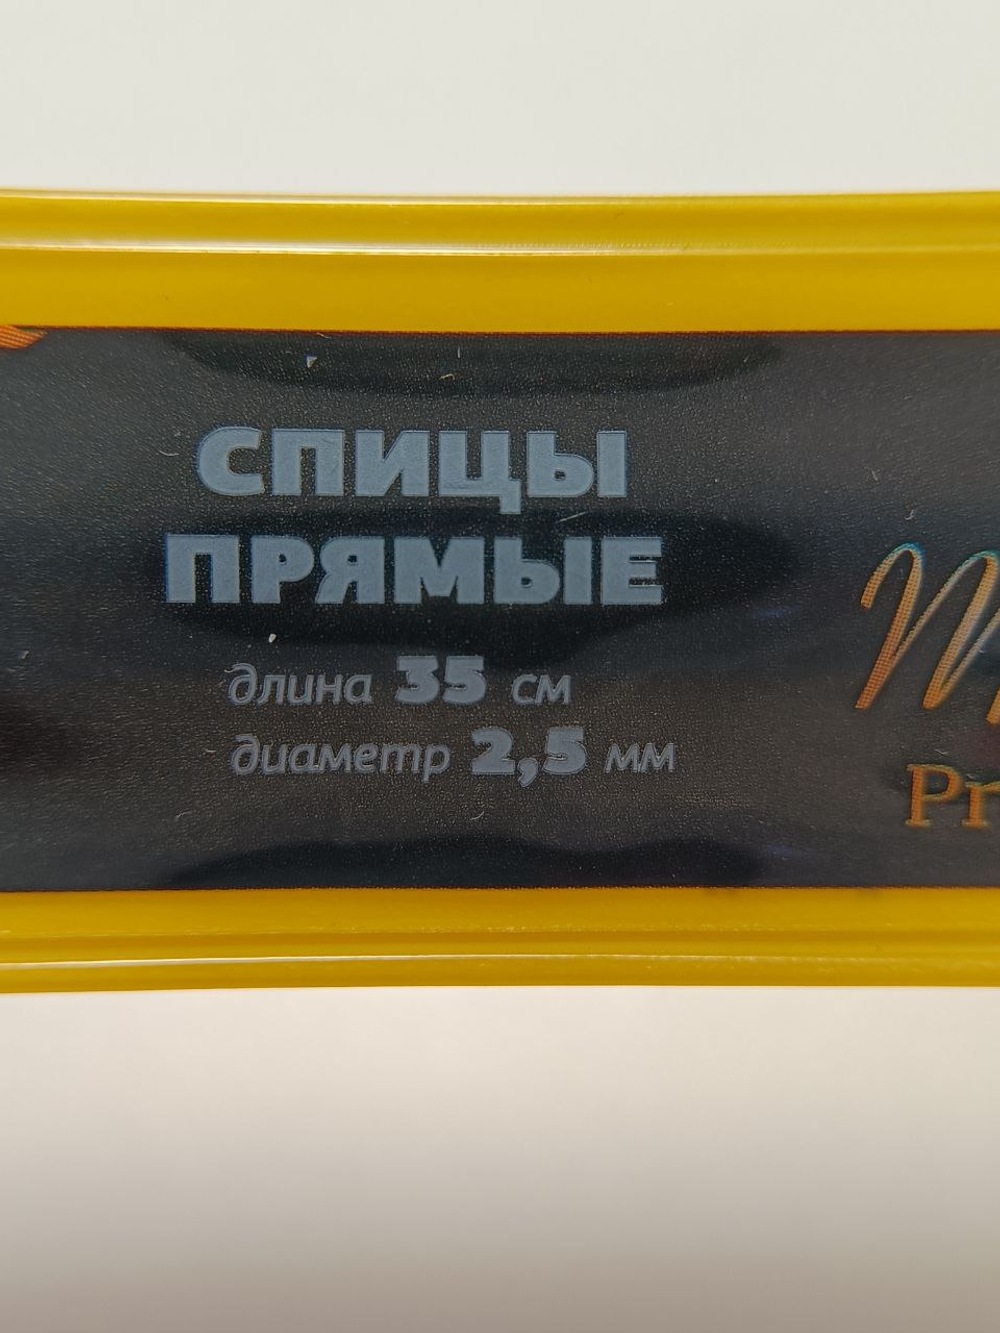 СПИЦЫ
ПРЯМЫЕ
длина 35 см
диаметр 2,5 мм